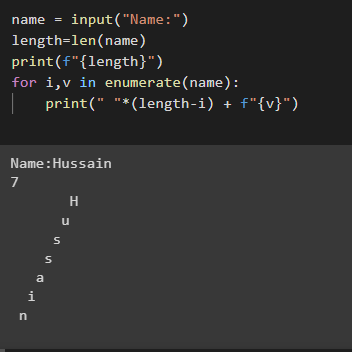 name = input("Name:")
length=len(name)
print(f"{length}")
for i,v in enumerate(name):
    print(" "*(length-i) + f"{v}")
Name:Hussain
7
       H
      u
     s
    s
   a
  i
 n